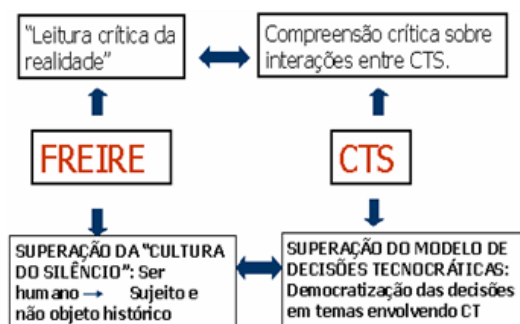 “Leitura crítica da
realidade”
Compreensão crítica sobre
interações entre CTS.
FREIRE
CTS
SUPERAÇÃO DA “CULTURA
DO SILÊNCIO”: Ser
humano → Sujeito e
não objeto histórico
SUPERAÇÃO DO MODELO DE
DECISÕES TECNOCRÁTICAS:
Democratização das decisões
em temas envolvendo CT